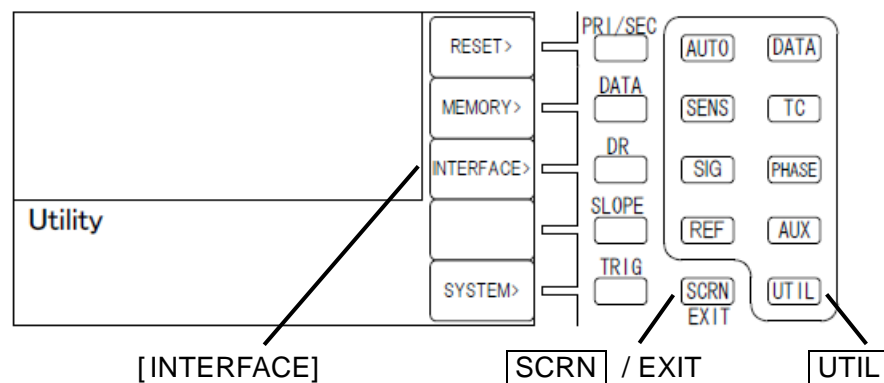 PRI/SEC
RESET>
AUTO
DATA
DATA
MEMORY>
SENS
TC
DR
INTERFACE>
SIG
PHASE
SLOPE
Utility
REF
AUX
TRIG
SYSTEM>
SCRN
UTIL
EXIT
[INTERFACE]
SCRN / EXIT
UTIL